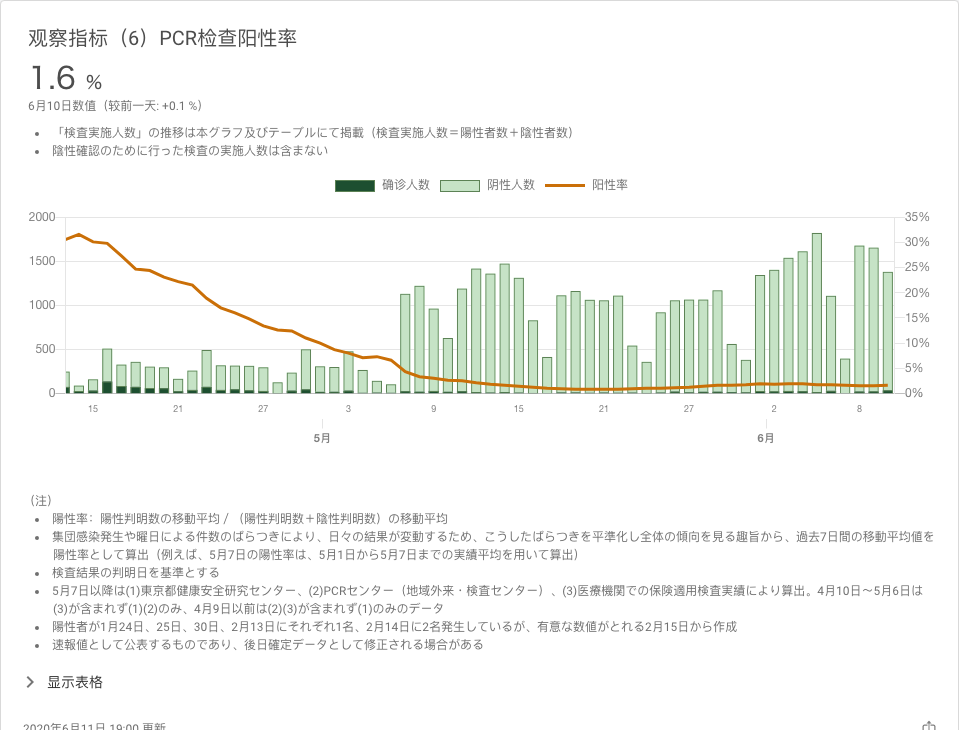 观察指标（6）PCR检查阳性率
1.6 %
6月10日数值（较前一天: +0.1 %）
「検査実施人数」の推移は本グラフ及びテーブルにて掲載（検査実施人数＝陽性者数＋陰性者数）
陰性確認のために行った検査の実施人数は含まない
确诊人数 阴性人数 阳性率
2000 35%
30%
1500 25%
20%
1000 15%
10%
500 5%
0 0%
15 21 27 3 9 15 21 27 2 8
5月 6月
（注）
陽性率：陽性判明数の移動平均 / （陽性判明数＋陰性判明数）の移動平均
集団感染発生や曜日による件数のばらつきにより、日々の結果が変動するため、こうしたばらつきを平準化し全体の傾向を見る趣旨から、過去7日間の移動平均値を
陽性率として算出（例えば、5月7日の陽性率は、5月1日から5月7日までの実績平均を用いて算出）
検査結果の判明日を基準とする
5月7日以降は(1)東京都健康安全研究センター、(2)PCRセンター（地域外来・検査センター）、(3)医療機関での保険適用検査実績により算出。4月10日～5月6日は
(3)が含まれず(1)(2)のみ、4月9日以前は(2)(3)が含まれず(1)のみのデータ
陽性者が1月24日、25日、30日、2月13日にそれぞれ1名、2月14日に2名発生しているが、有意な数値がとれる2月15日から作成
速報値として公表するものであり、後日確定データとして修正される場合がある
显示表格
2020年6月11日 19:00 更新